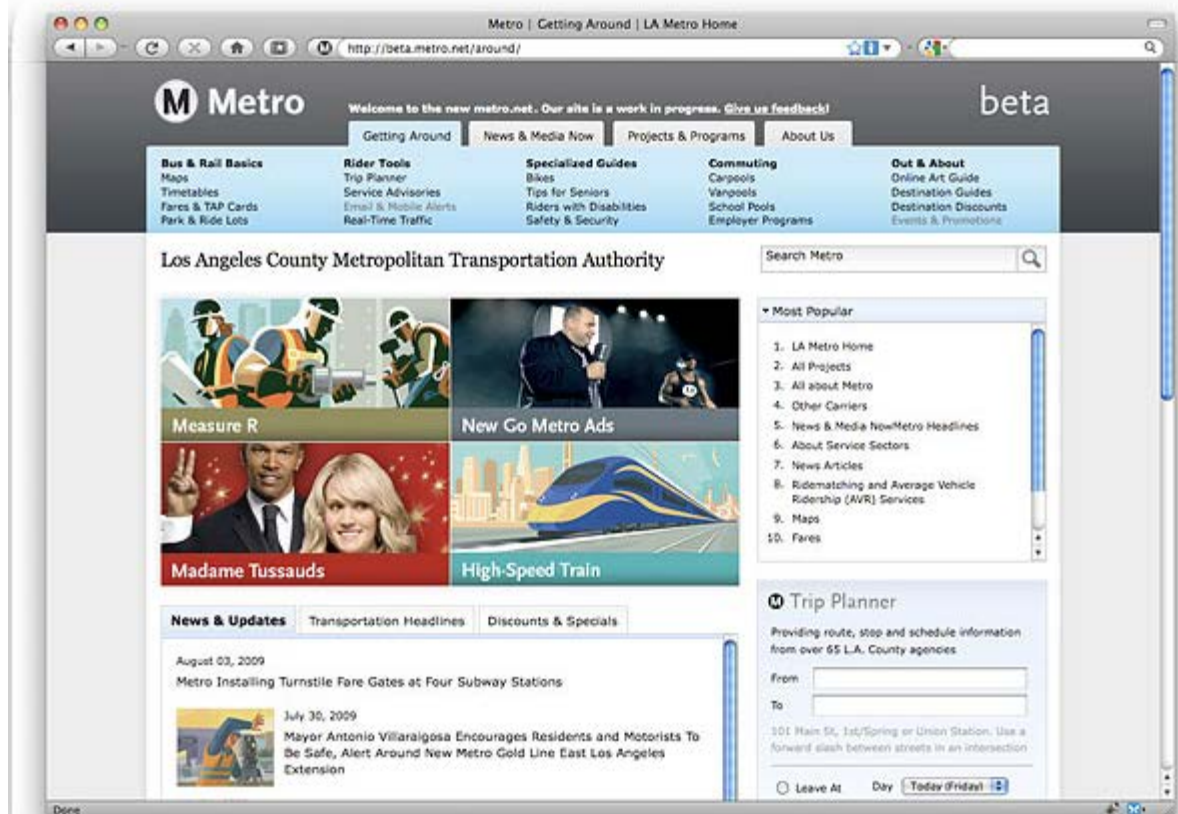 Metro | Getting Around | LA Metro Home
http://beta.metro.net/around/
M Metro
Welcome to the new metro.net. Our site is a work in progress. Give us feedback!
beta
Getting Around
News & Media Now
Projects & Programs
About Us
Bus & Rail Basics
Maps
Timetables
Fares & TAP Cards
Park & Ride Lots
Rider Tools
Trip Planner
Service Advisories
Email & Mobile Alerts
Real-Time Traffic
Specialized Guides
Bikes
Tips for Seniors
Riders with Disabilities
Safety & Security
Commuting
Carpools
Vanpools
School Pools
Employer Programs
Out & About
Online Art Guide
Destination Guides
Destination Discounts
Events & Promotions
Los Angeles County Metropolitan Transportation Authority
Search Metro
Measure R
New Go Metro Ads
Madame Tussauds
High-Speed Train
Most Popular
1. LA Metro Home
2. All Projects
3. All about Metro
4. Other Carriers
5. News & Media NowMetro Headlines
6. About Service Sectors
7. News Articles
8. Ridematching and Average Vehicle
Ridership (AVR) Services
9. Maps
10. Fares
News & Updates
Transportation Headlines
Discounts & Specials
August 03, 2009
Metro Installing Turnstile Fare Gates at Four Subway Stations
July 30, 2009
Mayor Antonio Villaraigosa Encourages Residents and Motorists To
Be Safe, Alert Around New Metro Gold Line East Los Angeles
Extension
M Trip Planner
Providing route, stop and schedule information
from over 65 L.A. County agencies
From
To
101 Main St, 1st/Spring or Union Station. Use a
forward slash between streets in an intersection
Leave At
Day
Today (Friday)
Done